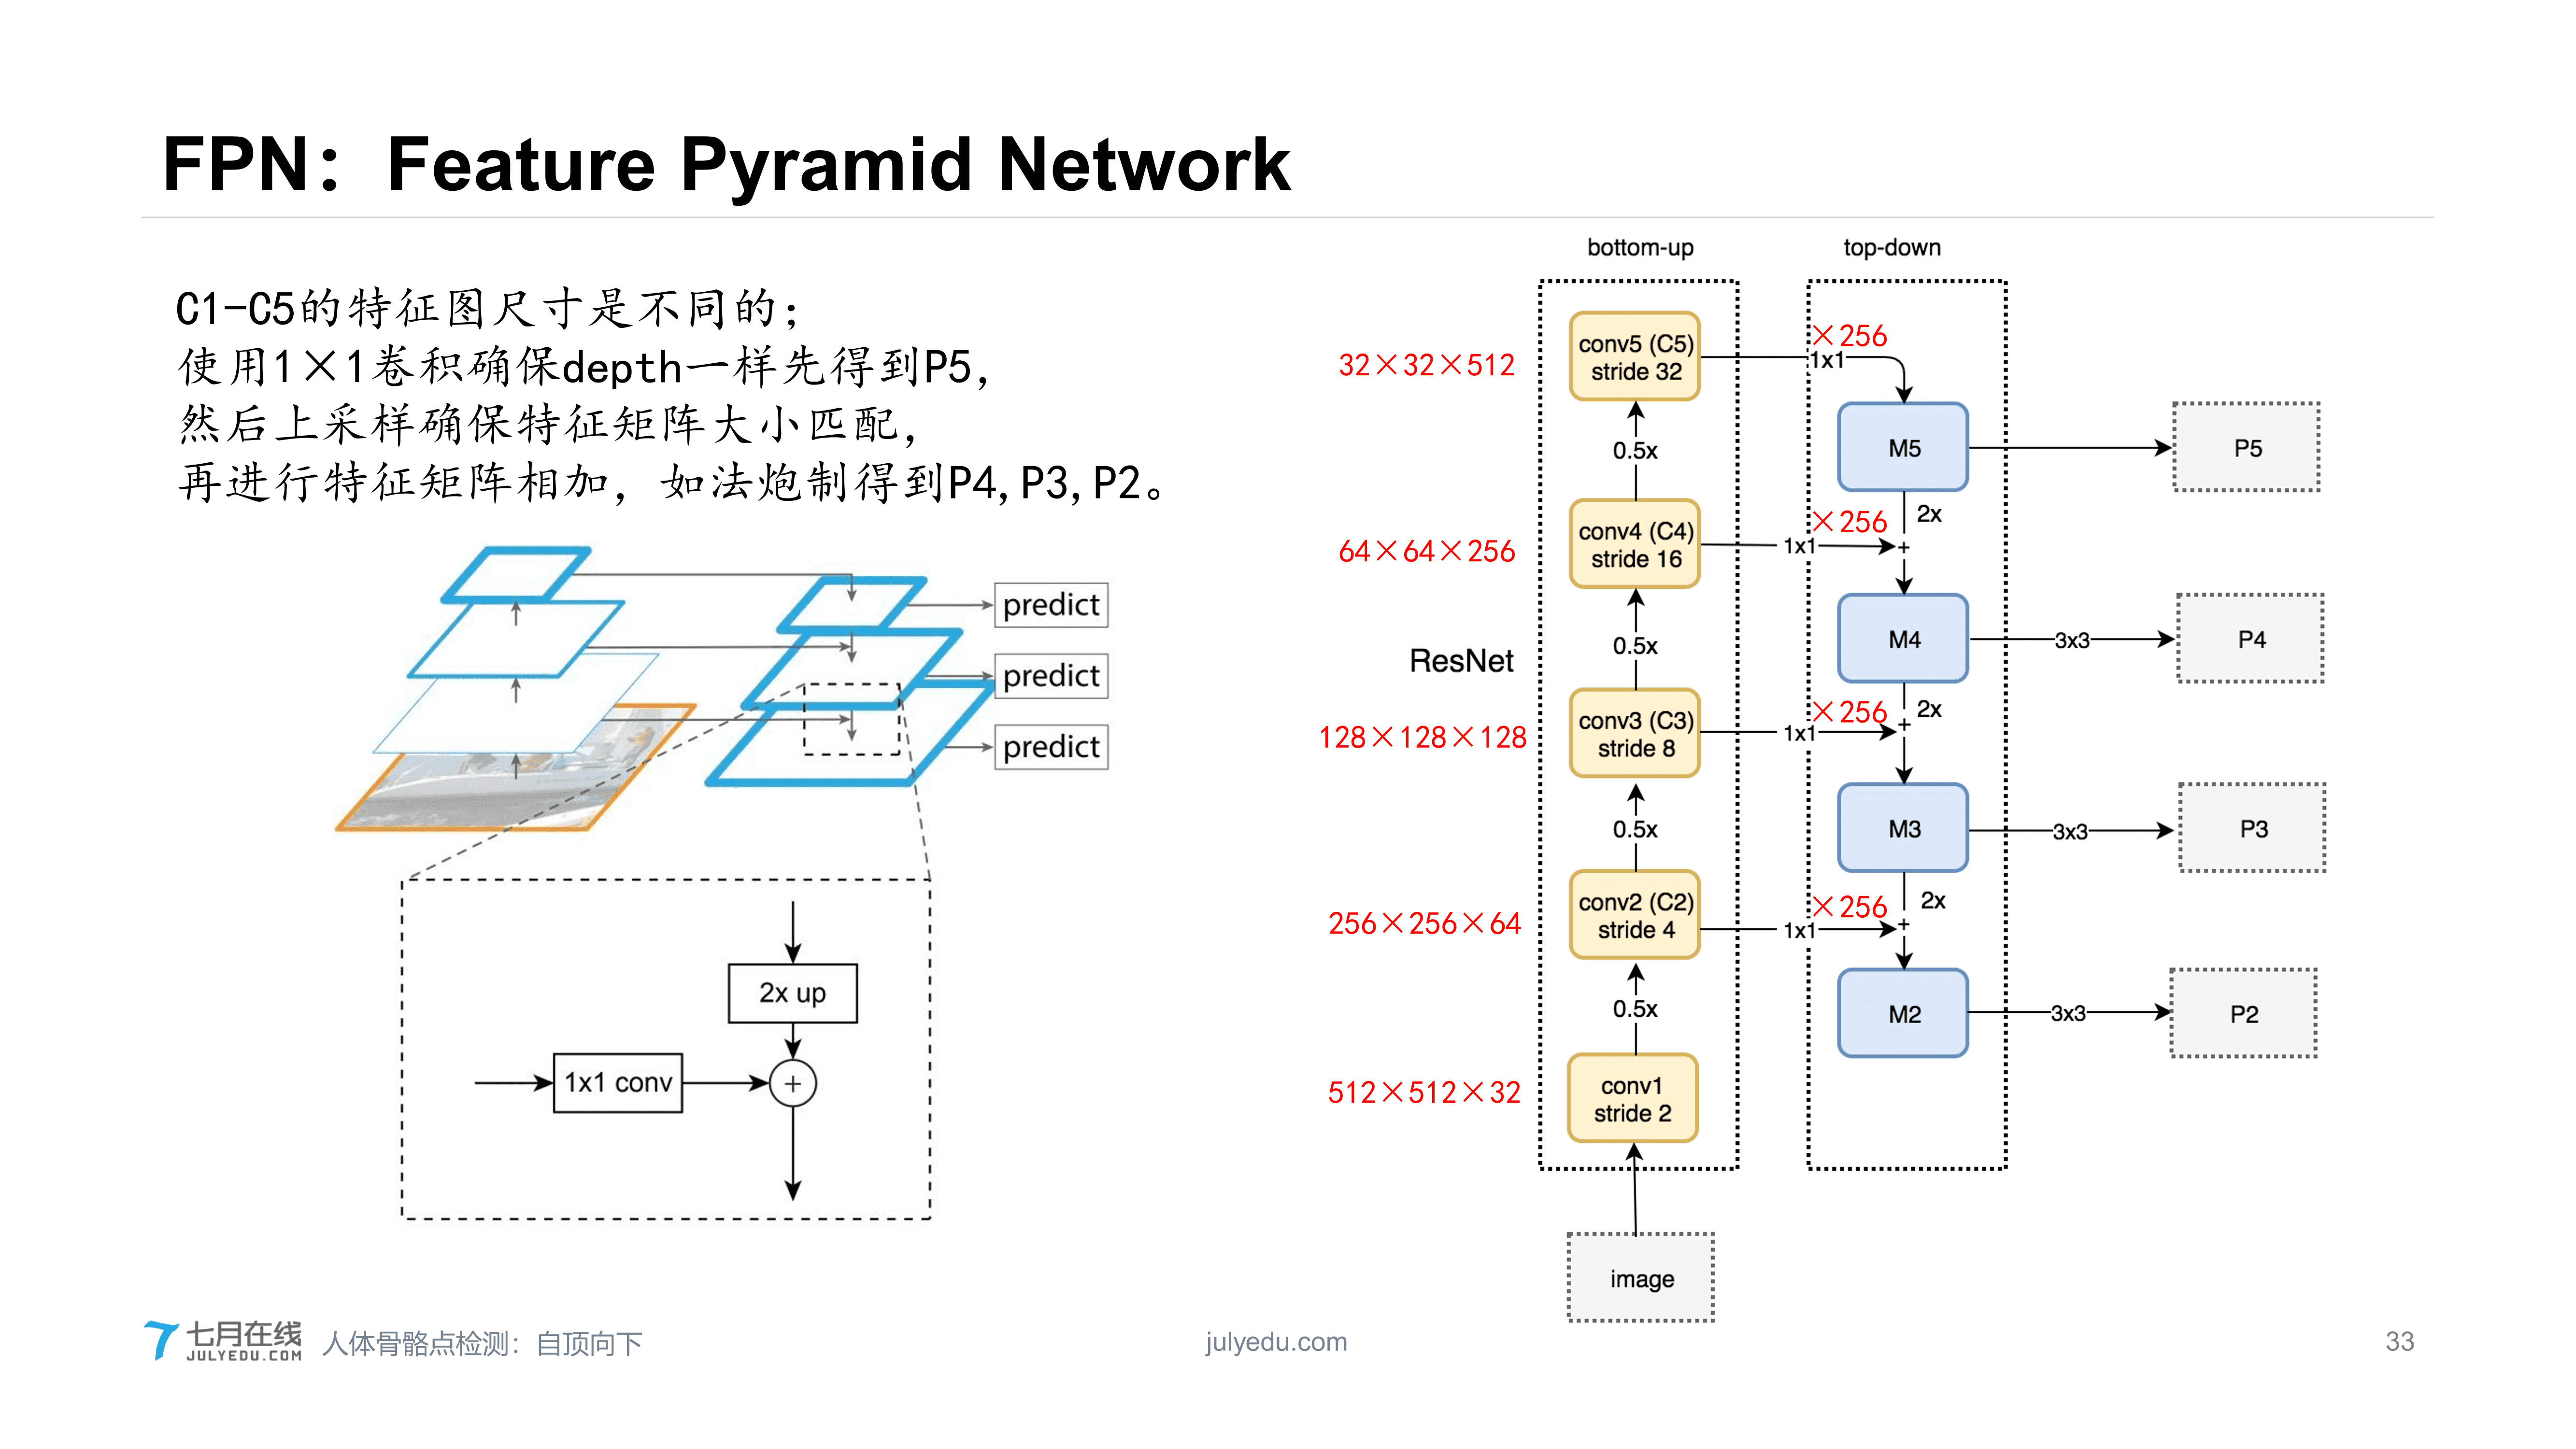 FPN：Feature Pyramid Network
C1-C5的特征图尺寸是不同的；
使用1×1卷积确保depth一样先得到P5，
然后上采样确保特征矩阵大小匹配，
再进行特征矩阵相加，如法炮制得到P4,P3,P2。
predict
predict
predict
2x up
1x1 conv
+
bottom-up
top-down
32×32×512
conv5 (C5)
stride 32
×256
1x1
M5
P5
0.5x
2x
64×64×256
conv4 (C4)
stride 16
×256
1x1
+
M4
3x3
P4
0.5x
2x
ResNet
128×128×128
conv3 (C3)
stride 8
×256
1x1
+
M3
3x3
P3
0.5x
2x
256×256×64
conv2 (C2)
stride 4
×256
1x1
+
M2
3x3
P2
0.5x
512×512×32
conv1
stride 2
image
七月在线
JULYEDU.COM
人体骨骼点检测：自顶向下
julyedu.com
33